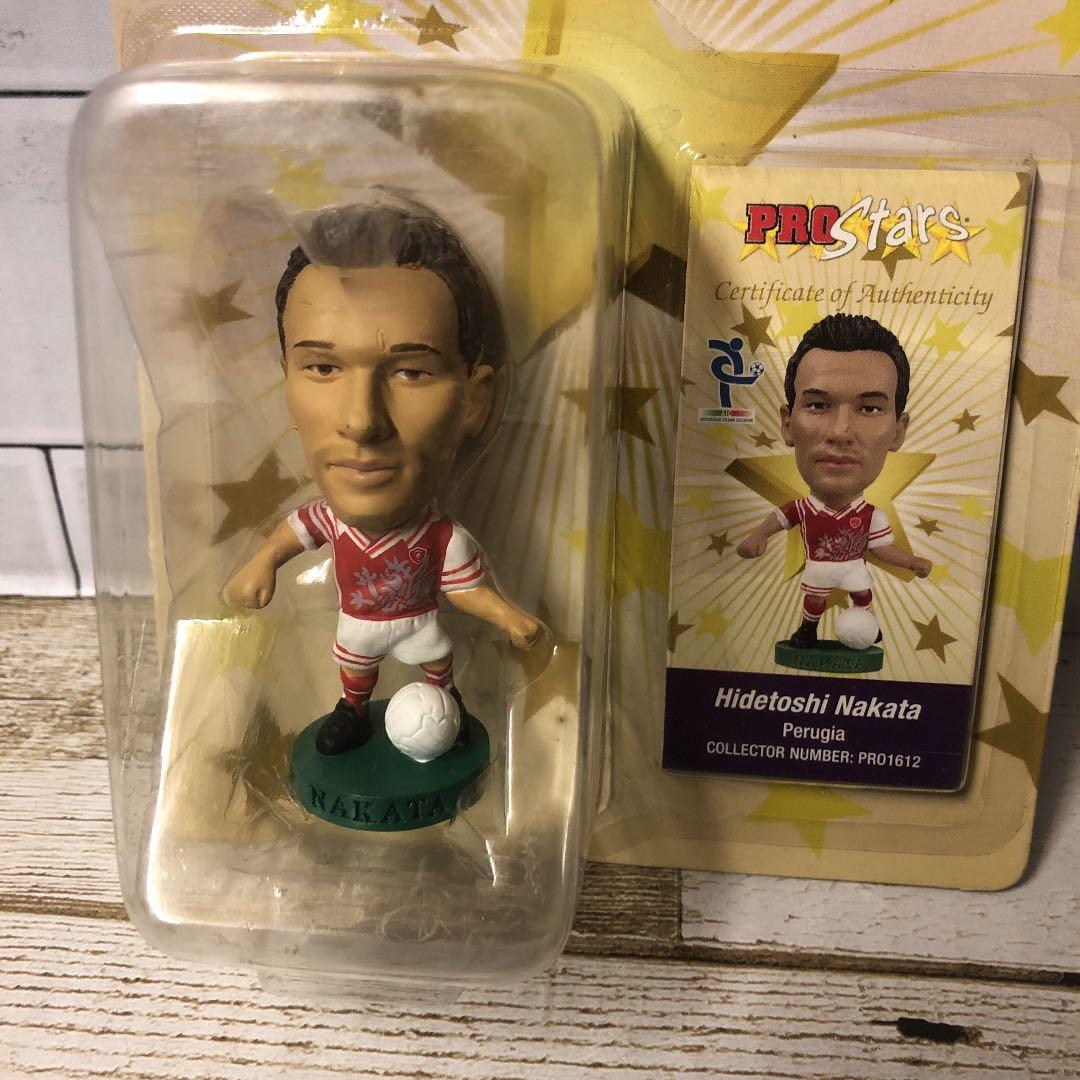 NAKATA
PROStars
Certificate of Authenticity
NAKATA
Hidetoshi Nakata
Perugia
COLLECTOR NUMBER: PRO1612